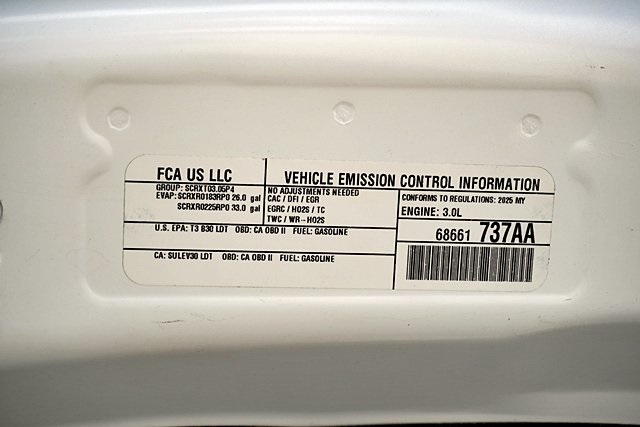 FCA US LLC
GROUP: SCRXT03.05P4
EVAP: SCRXR0183RP0 26.0 gal
SCRXR0225RP0 33.0 gal
U.S. EPA: T3 B30 LDT OBD: CA OBD II FUEL: GASOLINE
CA: SULEV30 LDT OBD: CA OBD II FUEL: GASOLINE
VEHICLE EMISSION CONTROL INFORMATION
NO ADJUSTMENTS NEEDED
CAC / DFI / EGR
EGRC / HO2S / TC
TWC / WR-HO2S
CONFORMS TO REGULATIONS: 2025 MY
ENGINE: 3.0L
68661 737AA